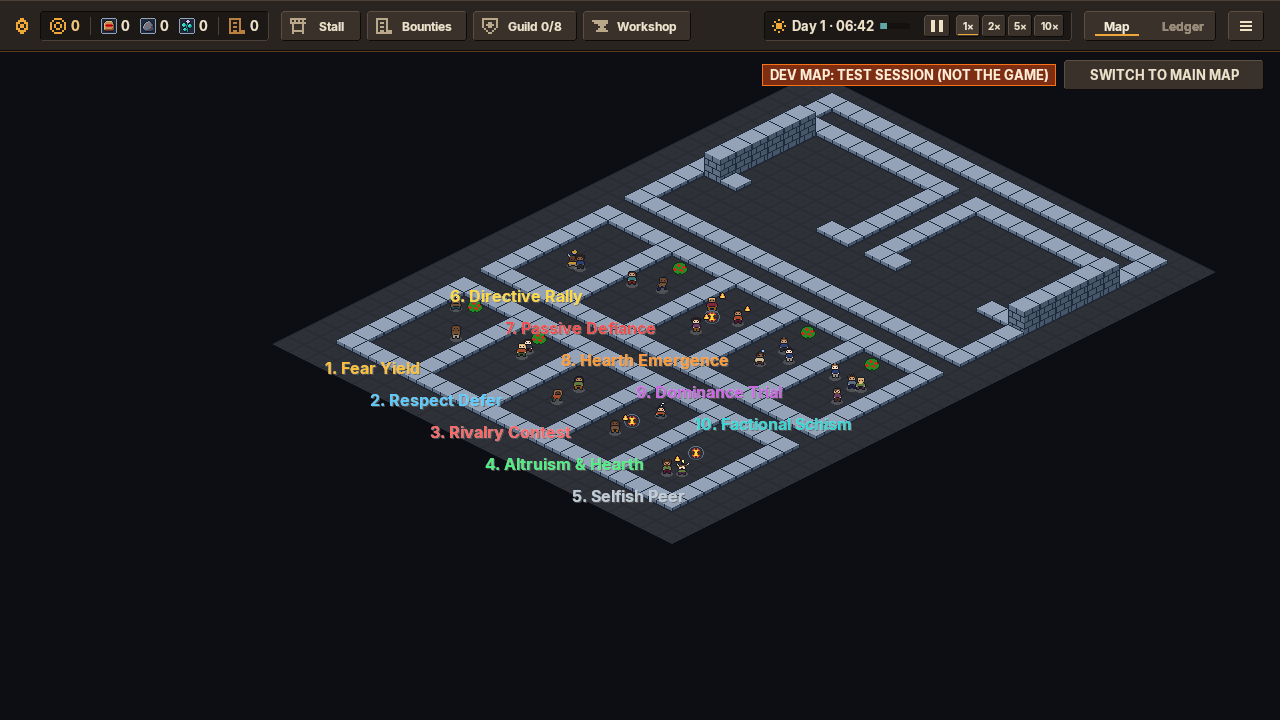 0 0 0 0 0 Stall Bounties Guild 0/8 Workshop Day 1 · 06:42 1× 2× 5× 10× Map Ledger
DEV MAP: TEST SESSION (NOT THE GAME) SWITCH TO MAIN MAP
6. Directive Rally
7. Passive Defiance
8. Hearth Emergence
1. Fear Yield
9. Dominance Trial
2. Respect Defer
10. Factional Schism
3. Rivalry Contest
4. Altruism & Hearth
5. Selfish Peer